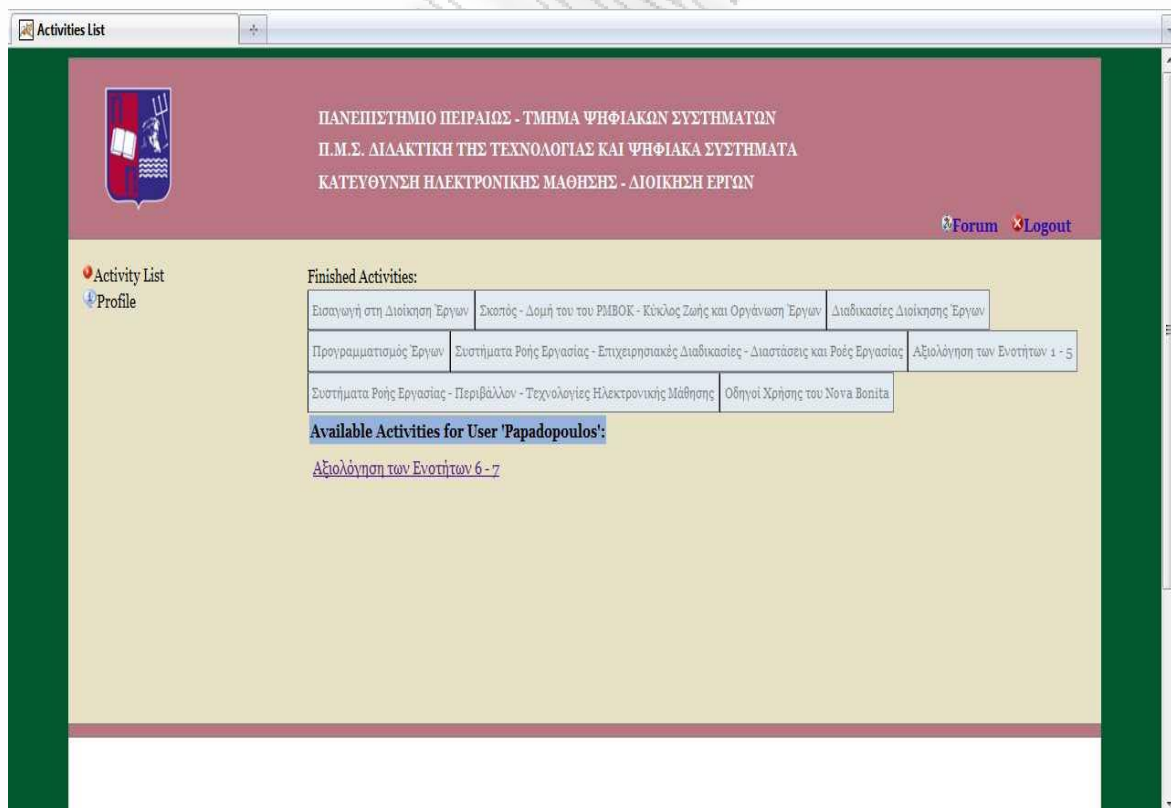 Activities List
ΠΑΝΕΠΙΣΤΗΜΙΟ ΠΕΙΡΑΙΩΣ - ΤΜΗΜΑ ΨΗΦΙΑΚΩΝ ΣΥΣΤΗΜΑΤΩΝ
Π.Μ.Σ. ΔΙΔΑΚΤΙΚΗ ΤΗΣ ΤΕΧΝΟΛΟΓΙΑΣ ΚΑΙ ΨΗΦΙΑΚΑ ΣΥΣΤΗΜΑΤΑ
ΚΑΤΕΥΘΥΝΣΗ ΗΛΕΚΤΡΟΝΙΚΗΣ ΜΑΘΗΣΗΣ - ΔΙΟΙΚΗΣΗ ΕΡΓΩΝ
Forum Logout
Activity List
Profile
Finished Activities:
Εισαγωγή στη Διοίκηση Έργων Σκοπός - Δομή του του PMBOK - Κύκλος Ζωής και Οργάνωση Έργων Διαδικασίες Διοίκησης Έργων
Προγραμματισμός Έργων Συστήματα Ροής Εργασίας - Επιχειρησιακές Διαδικασίες - Διαστάσεις και Ροές Εργασίας Αξιολόγηση των Ενοτήτων 1 - 5
Συστήματα Ροής Εργασίας - Περιβάλλον - Τεχνολογίες Ηλεκτρονικής Μάθησης Οδηγοί Χρήσης του Nova Bonita
Available Activities for User 'Papadopoulos':
Αξιολόγηση των Ενοτήτων 6 - 7